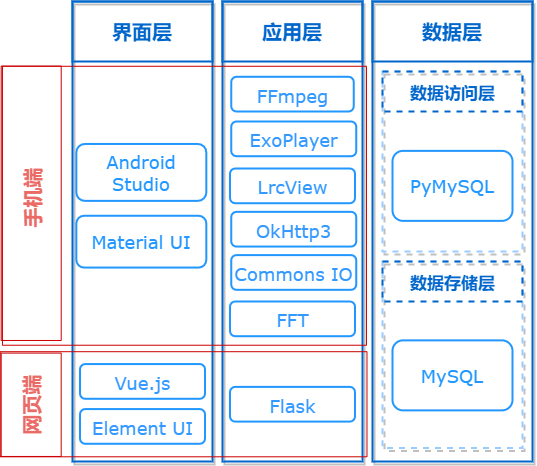 界面层
应用层
数据层
手机端
Android
Studio
Material UI
FFmpeg
ExoPlayer
LrcView
OkHttp3
Commons IO
FFT
数据访问层
PyMySQL
数据存储层
MySQL
网页端
Vue.js
Element UI
Flask